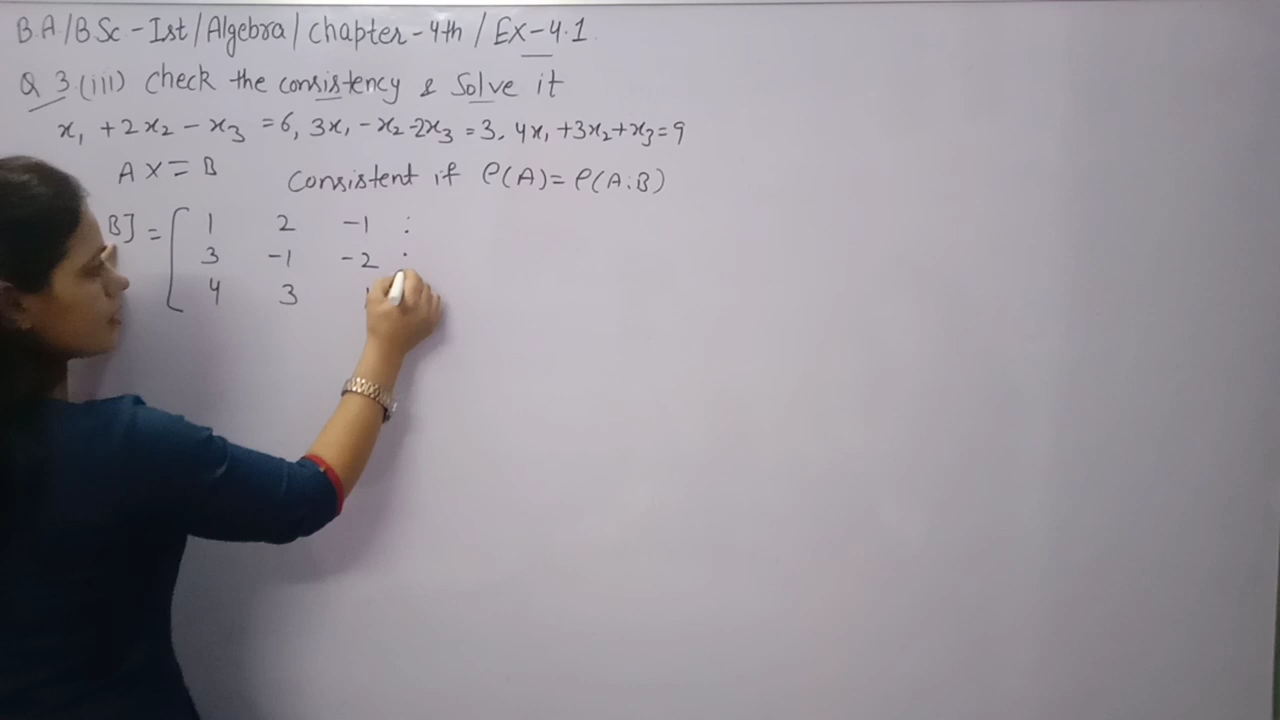 B.A/BSc - Ist/Algebra/chapter-4th/Ex-4.1
Q 3.(iii) check the consistency & Solve it
x₁ + 2x₂ - x₃ = 6, 3x₁ - x₂ - 2x₃ = 3, 4x₁ + 3x₂ + x₃ = 9
AX = B Consistent if ρ(A) = ρ(A:B)
B] = [ 1 2 -1 :
3 -1 -2 :
4 3